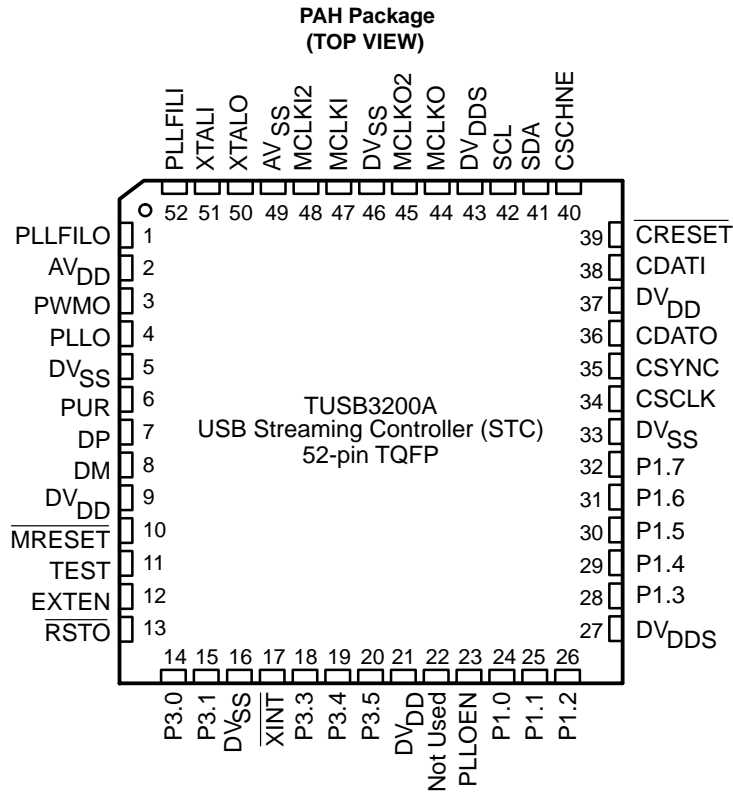 PAH Package
(TOP VIEW)
PLLFILI
XTALI
XTALO
AVSS
MCLKI2
MCLKI
DVSS
MCLKO2
MCLKO
DVDDS
SCL
SDA
CSCHNE
52 51 50 49 48 47 46 45 44 43 42 41 40
PLLFILO 1
AVDD 2
PWMO 3
PLLO 4
DVSS 5
PUR 6
DP 7
DM 8
DVDD 9
MRESET 10
TEST 11
EXTEN 12
RSTO 13
TUSB3200A
USB Streaming Controller (STC)
52-pin TQFP
39 CRESET
38 CDATI
37 DVDD
36 CDATO
35 CSYNC
34 CSCLK
33 DVSS
32 P1.7
31 P1.6
30 P1.5
29 P1.4
28 P1.3
27 DVDDS
14 15 16 17 18 19 20 21 22 23 24 25 26
P3.0
P3.1
DVSS
XINT
P3.3
P3.4
P3.5
DVDD
Not Used
PLLOEN
P1.0
P1.1
P1.2